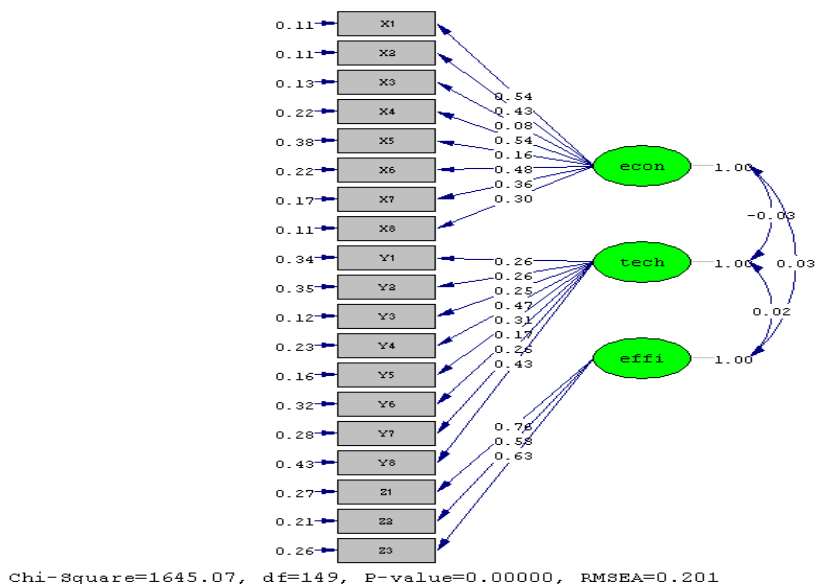 0.11 X1
0.11 X2
0.13 X3
0.22 X4
0.38 X5
0.22 X6
0.17 X7
0.11 X8
0.34 Y1
0.35 Y2
0.12 Y3
0.23 Y4
0.16 Y5
0.32 Y6
0.28 Y7
0.43 Y8
0.27 Z1
0.21 Z2
0.26 Z3
0.54
0.43
0.08
0.54
0.16
0.48
0.36
0.30
econ 1.00
0.26
0.26
0.25
0.47
0.31
0.17
0.26
0.43
tech 1.00
0.76
0.58
0.63
effi 1.00
-0.03
0.03
0.02
Chi-Square=1645.07, df=149, P-value=0.00000, RMSEA=0.201